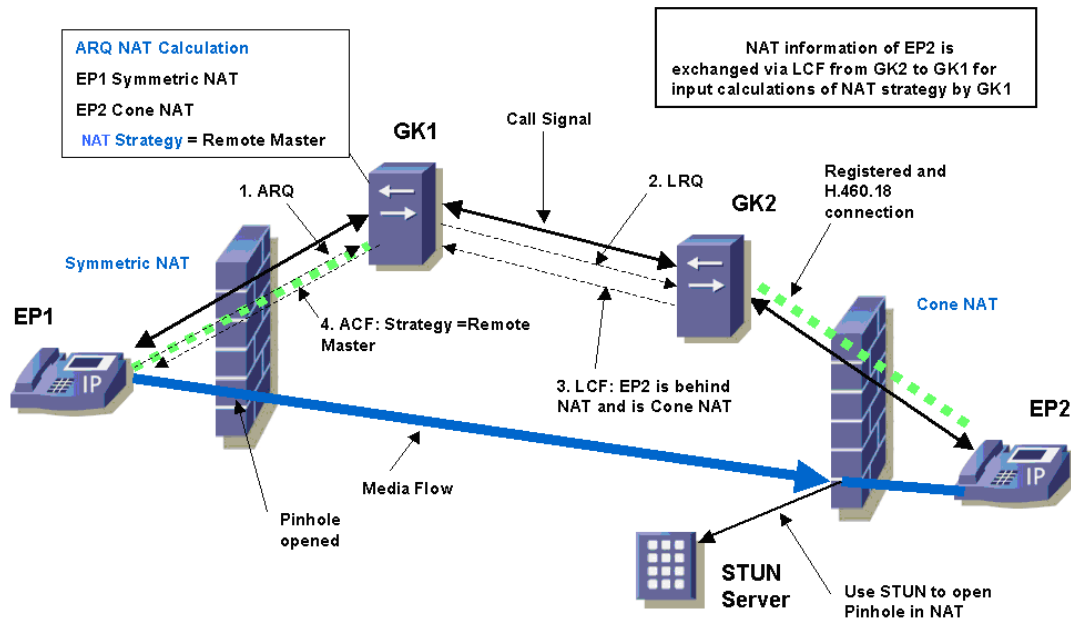 ARQ NAT Calculation
EP1 Symmetric NAT
EP2 Cone NAT
NAT Strategy = Remote Master
NAT information of EP2 is
exchanged via LCF from GK2 to GK1 for
input calculations of NAT strategy by GK1
GK1
Call Signal
1. ARQ
2. LRQ
GK2
Registered and
H.460.18
connection
Symmetric NAT
Cone NAT
EP1
IP
4. ACF: Strategy =Remote
Master
3. LCF: EP2 is behind
NAT and is Cone NAT
EP2
IP
Media Flow
Pinhole
opened
STUN
Server
Use STUN to open
Pinhole in NAT